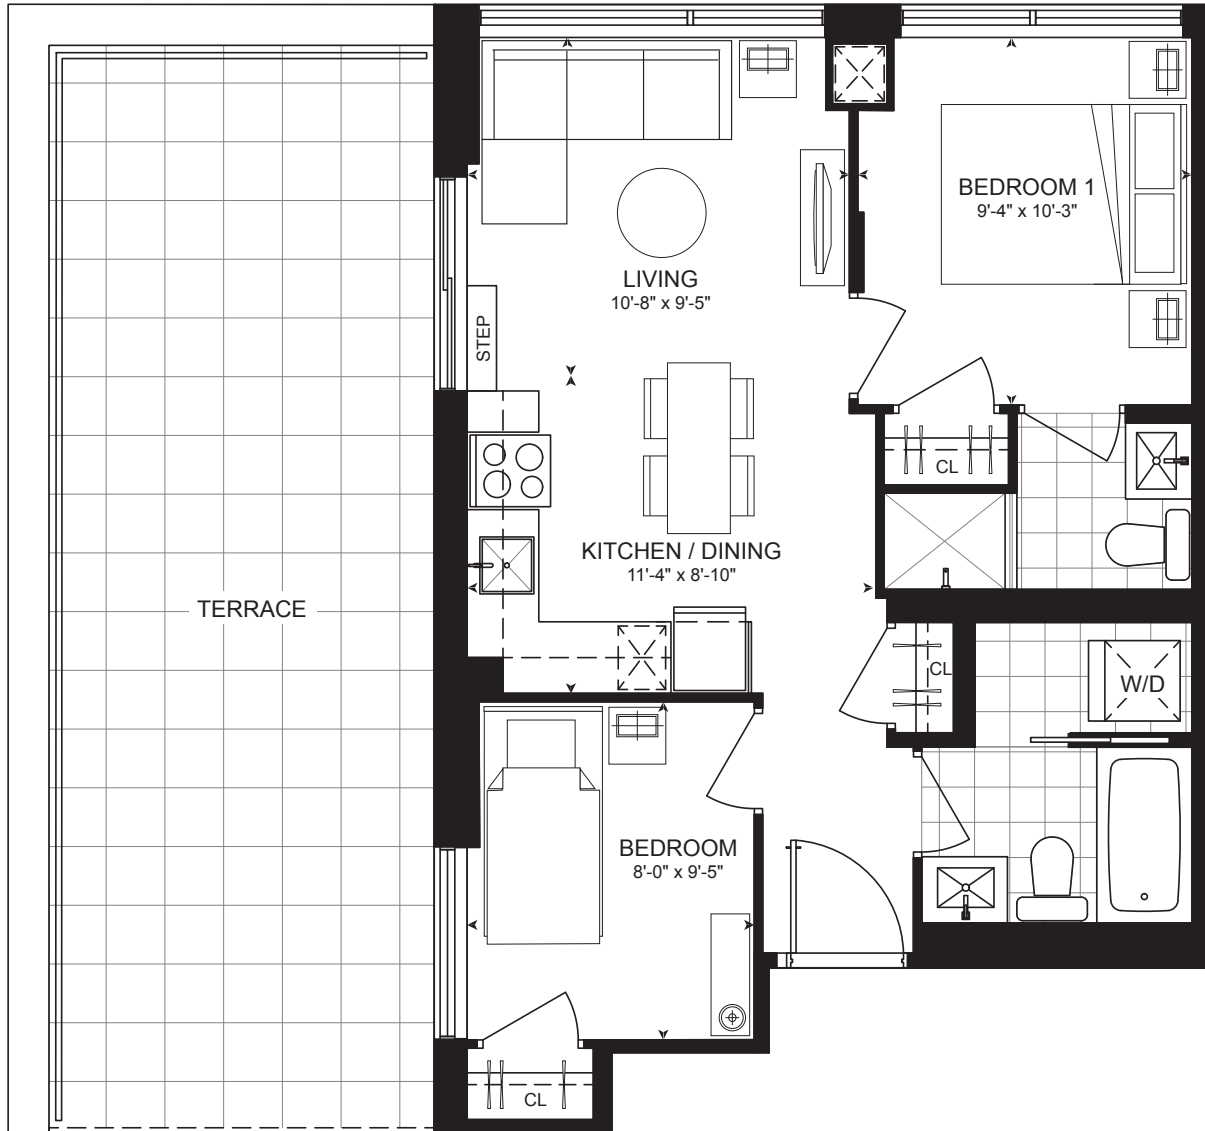 BEDROOM 1
9'-4" x 10'-3"
LIVING
10'-8" x 9'-5"
STEP
CL
KITCHEN / DINING
11'-4" x 8'-10"
TERRACE
CL
W/D
BEDROOM
8'-0" x 9'-5"
CL